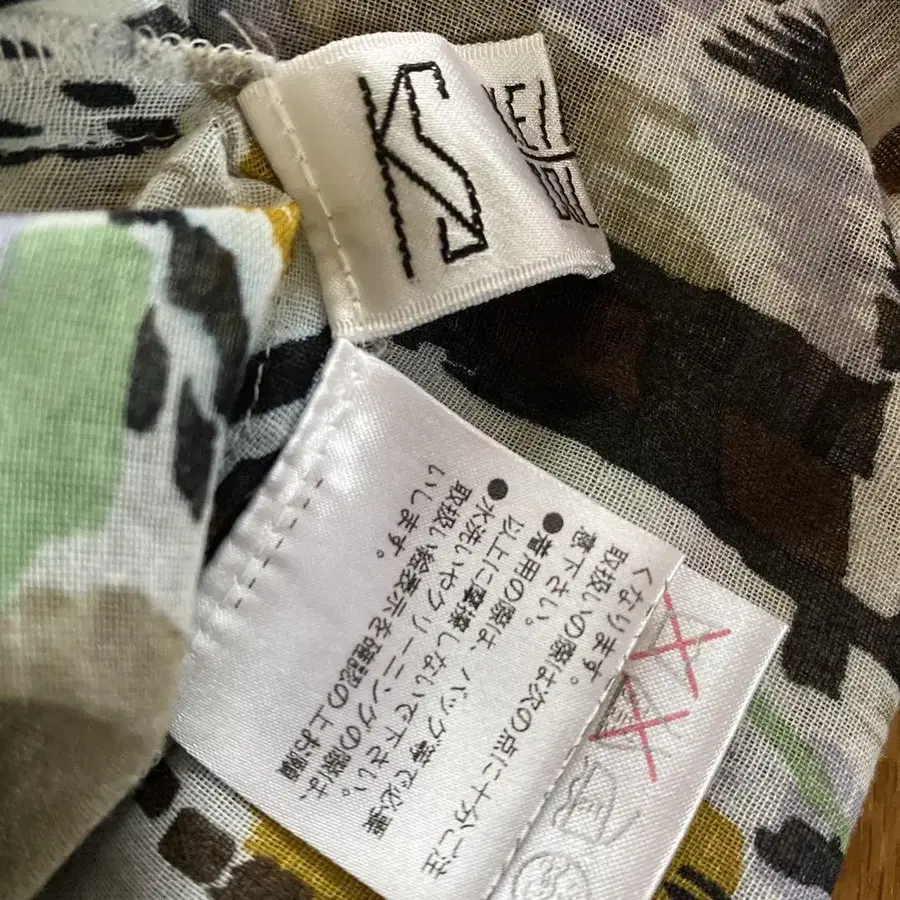 くなります。
取扱いの際は次の点に十分ご注
意下さい。
●着用の際は、バッグ等で必要
以上に摩擦しないで下さい。
●水洗いやクリーニングの際は、
取扱い絵表示を確認の上お願
いします。